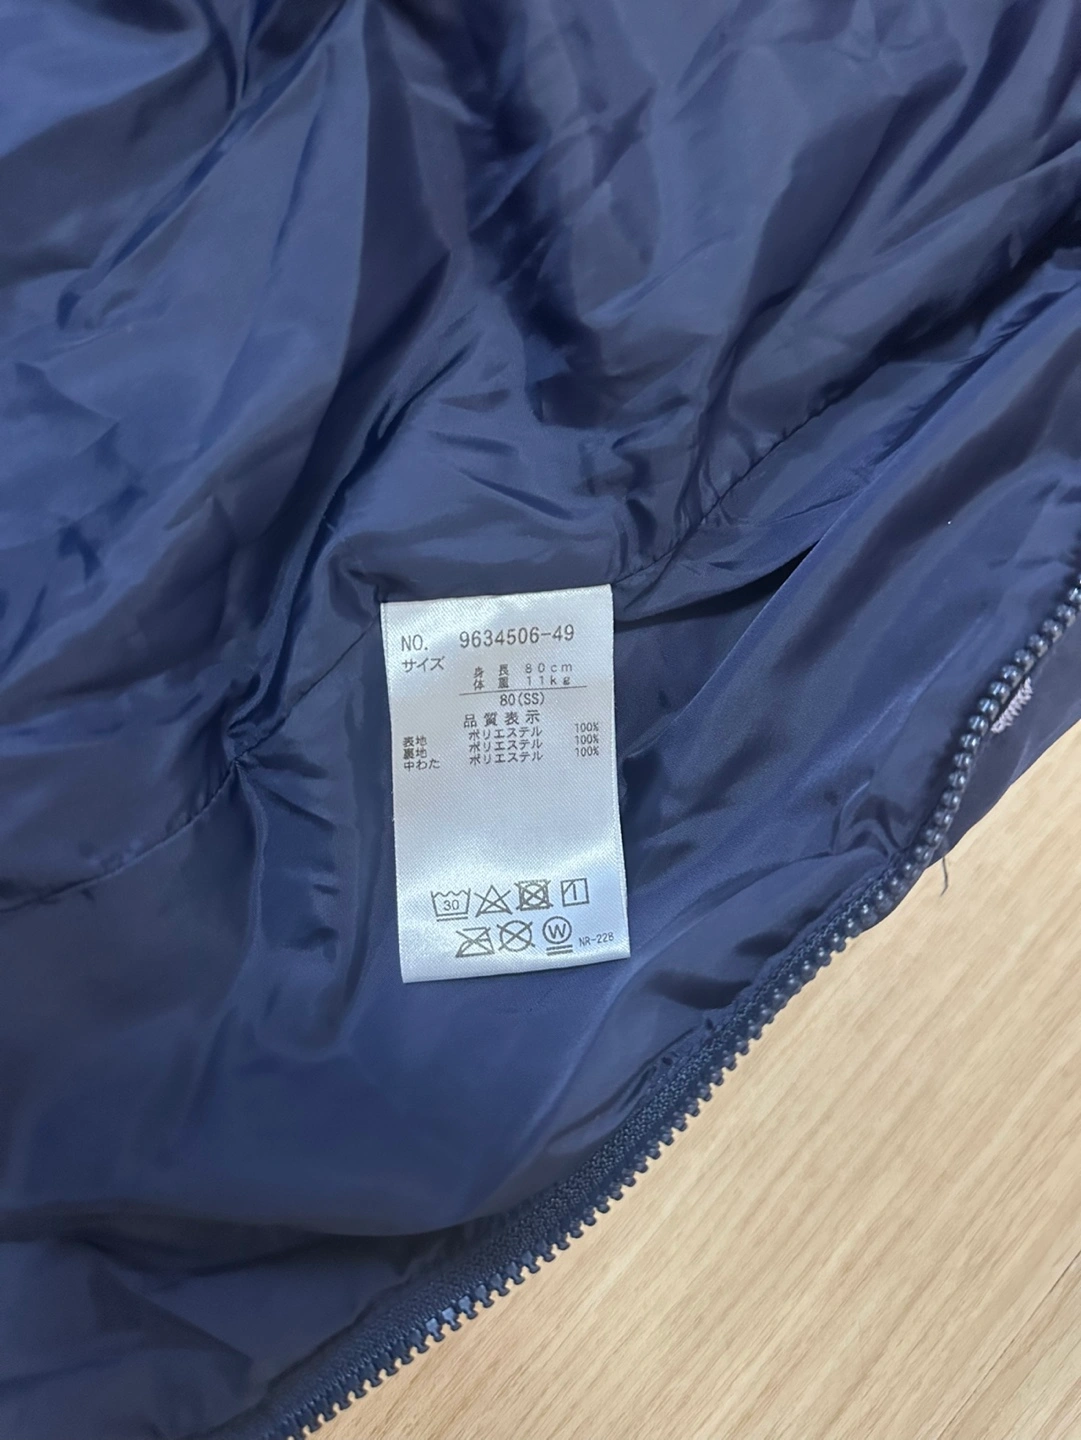 NO. 9634506-49
サイズ
身長 80cm
体重 11kg
80(SS)
品質表示
表地 ポリエステル 100%
裏地 ポリエステル 100%
中わた ポリエステル 100%
30
W
NR-228